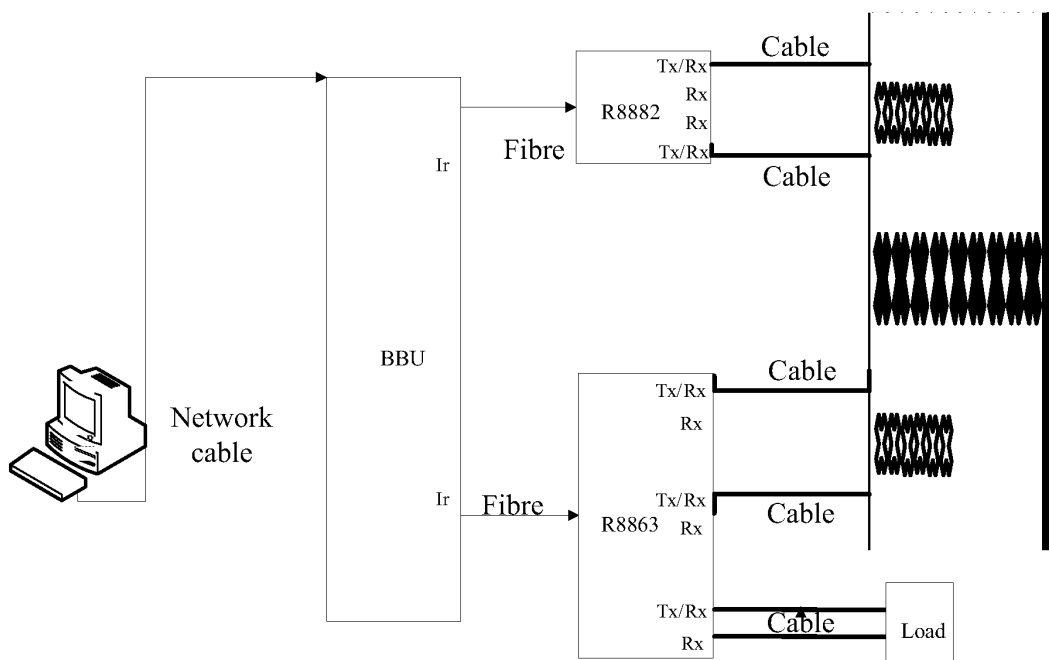 Cable
Tx/Rx
Rx
R8882
Rx
Tx/Rx
Fibre
Ir
Cable
BBU
Cable
Tx/Rx
Rx
Network
cable
Ir
Fibre
Tx/Rx
Cable
R8863
Rx
Tx/Rx
Cable
Load
Rx